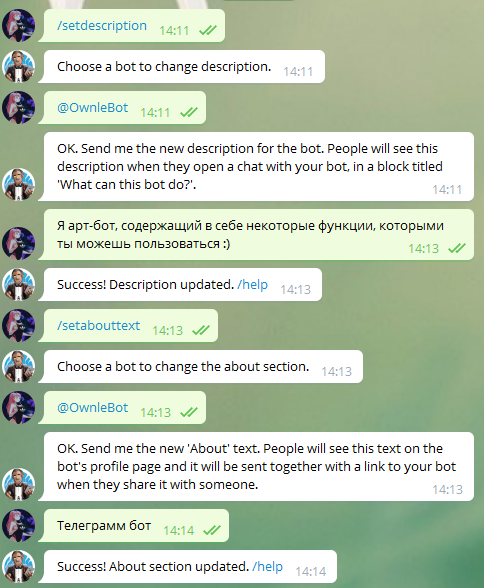 /setdescription 14:11
Choose a bot to change description. 14:11
@OwnleBot 14:11
OK. Send me the new description for the bot. People will see this
description when they open a chat with your bot, in a block titled
'What can this bot do?'. 14:11
Я арт-бот, содержащий в себе некоторые функции, которыми
ты можешь пользоваться :) 14:13
Success! Description updated. /help 14:13
/setabouttext 14:13
Choose a bot to change the about section. 14:13
@OwnleBot 14:13
OK. Send me the new 'About' text. People will see this text on the
bot's profile page and it will be sent together with a link to your bot
when they share it with someone. 14:13
Телеграмм бот 14:14
Success! About section updated. /help 14:14